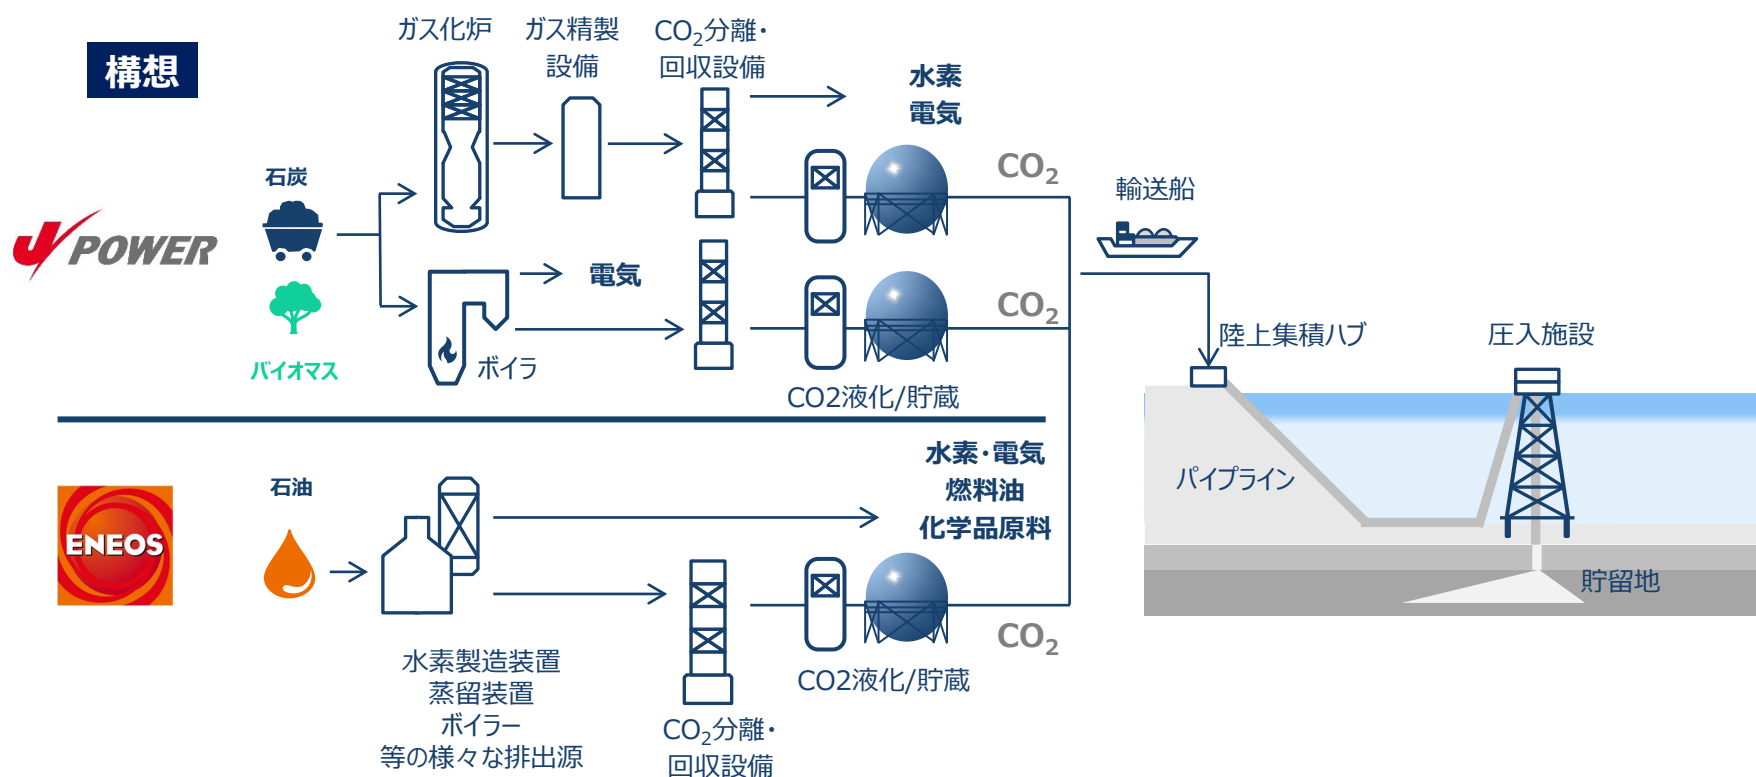 構想
ガス化炉
ガス精製
設備
CO₂分離・
回収設備
水素
電気
石炭
J POWER
バイオマス
電気
ボイラ
CO₂
CO₂
CO2液化/貯蔵
輸送船
陸上集積ハブ
圧入施設
パイプライン
貯留地
ENEOS
石油
水素・電気
燃料油
化学品原料
CO₂
水素製造装置
蒸留装置
ボイラー
等の様々な排出源
CO₂分離・
回収設備
CO2液化/貯蔵